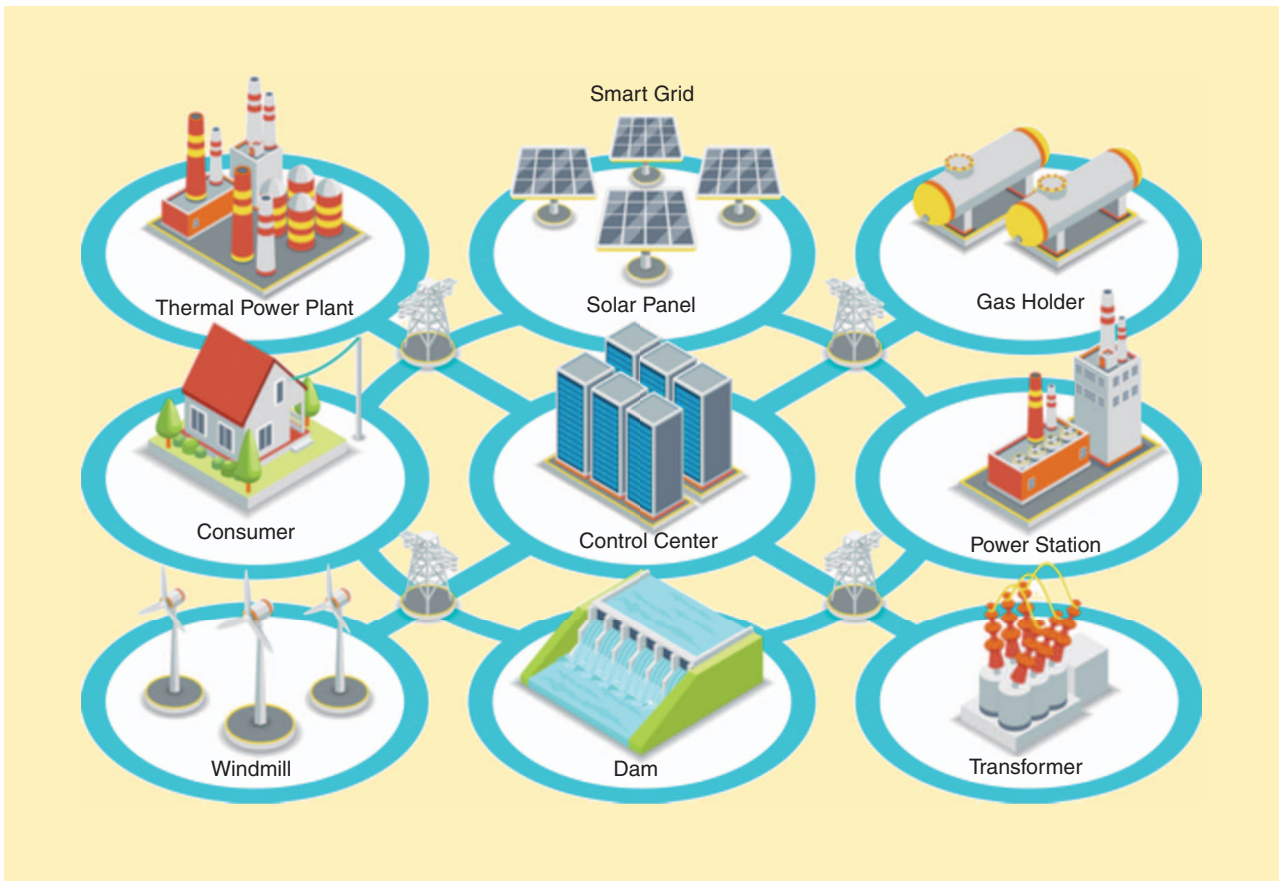 Smart Grid
Thermal Power Plant
Solar Panel
Gas Holder
Consumer
Control Center
Power Station
Windmill
Dam
Transformer